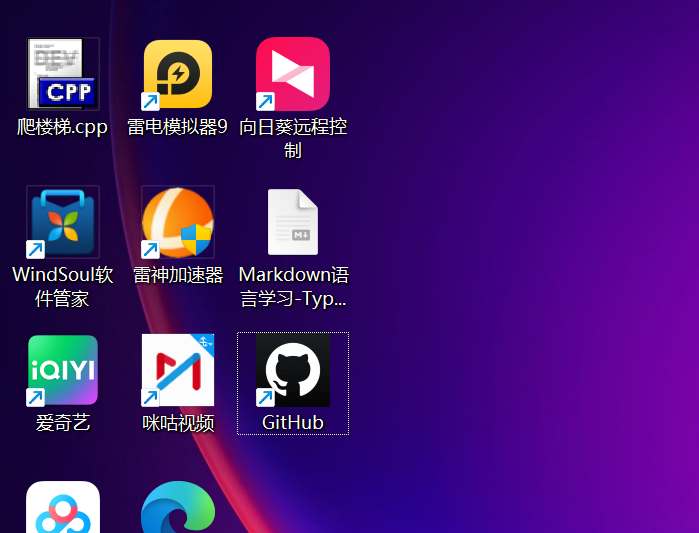 DEV
CPP
爬楼梯.cpp
雷电模拟器9
向日葵远程控
制
WindSoul软
件管家
雷神加速器
M
Markdown语
言学习-Typ...
iQIYI
爱奇艺
咪咕视频
GitHub